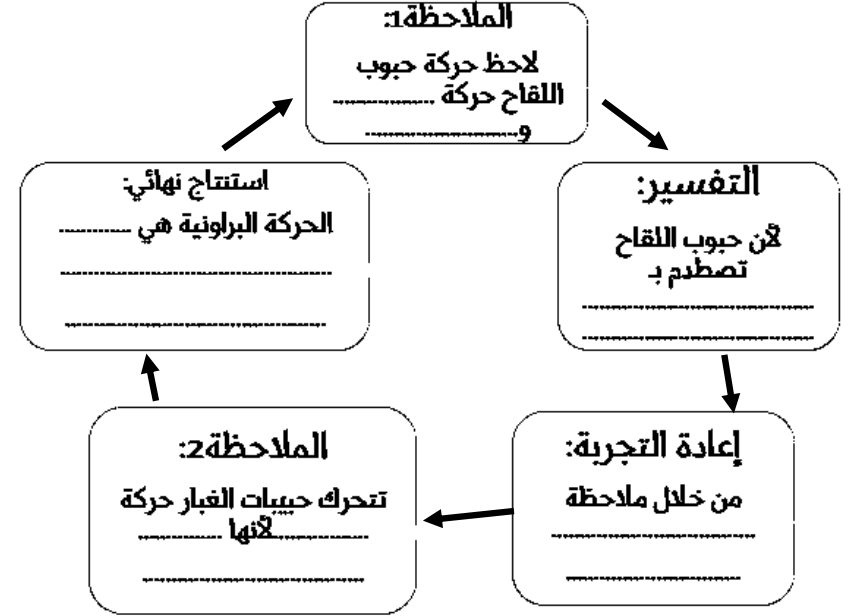 الملاحظة1:
لاحظ حركة حبوب
اللقاح حركة ................
و........................
التفسير:
لأن حبوب اللقاح
تصطدم بـ
....................................
....................................
إعادة التجربة:
من خلال ملاحظة
................................
...........................
الملاحظة2:
تتحرك حبيبات الغبار حركة
...............لأنها .............
...................................
استنتاج نهائي:
الحركة البراونية هي ............
..........................................
.........................................